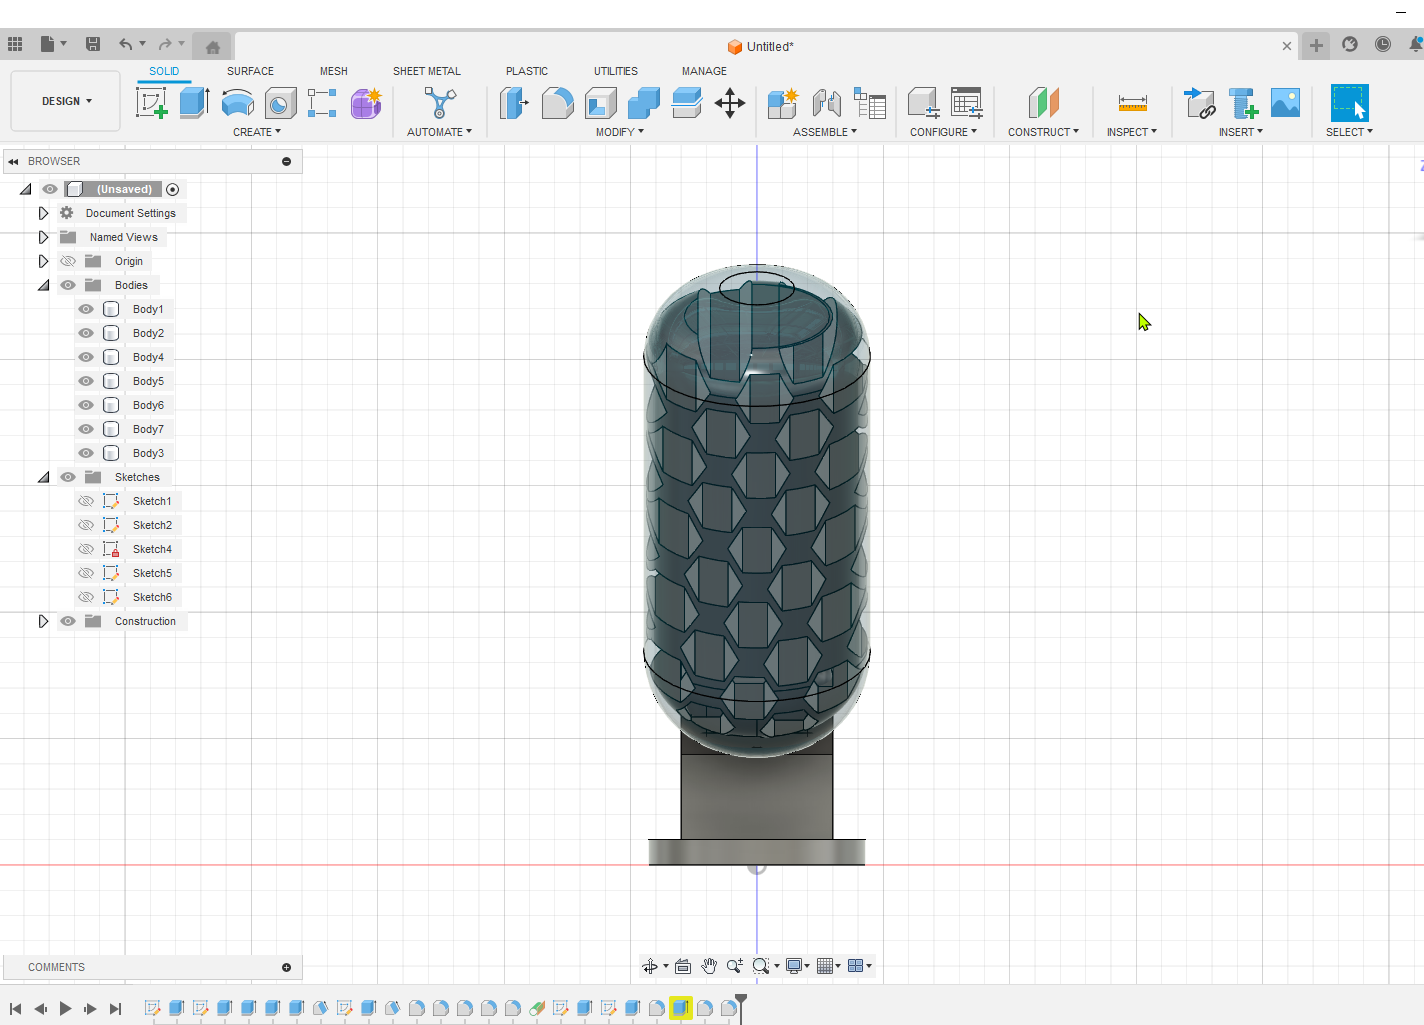 Untitled*
SOLID SURFACE MESH SHEET METAL PLASTIC UTILITIES MANAGE
DESIGN
CREATE AUTOMATE MODIFY ASSEMBLE CONFIGURE CONSTRUCT INSPECT INSERT SELECT
BROWSER
(Unsaved)
Document Settings
Named Views
Origin
Bodies
Body1
Body2
Body4
Body5
Body6
Body7
Body3
Sketches
Sketch1
Sketch2
Sketch4
Sketch5
Sketch6
Construction
COMMENTS